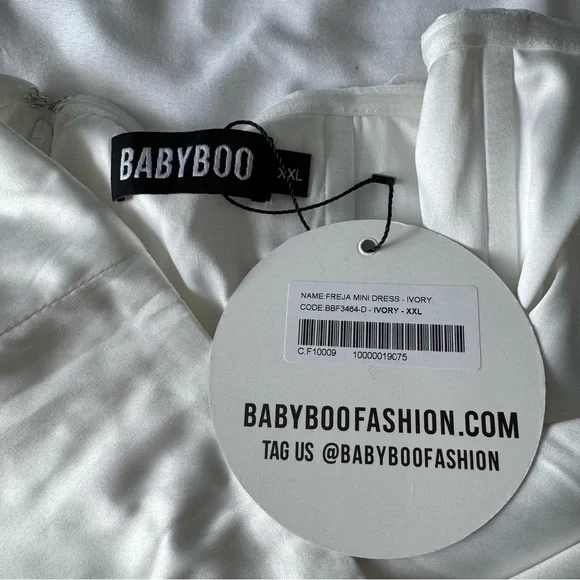 BABYBOO
XXL
NAME:FREJA MINI DRESS - IVORY
CODE:BBF3464-D - IVORY - XXL
C.F10009 10000019075
BABYBOOFASHION.COM
TAG US @BABYBOOFASHION